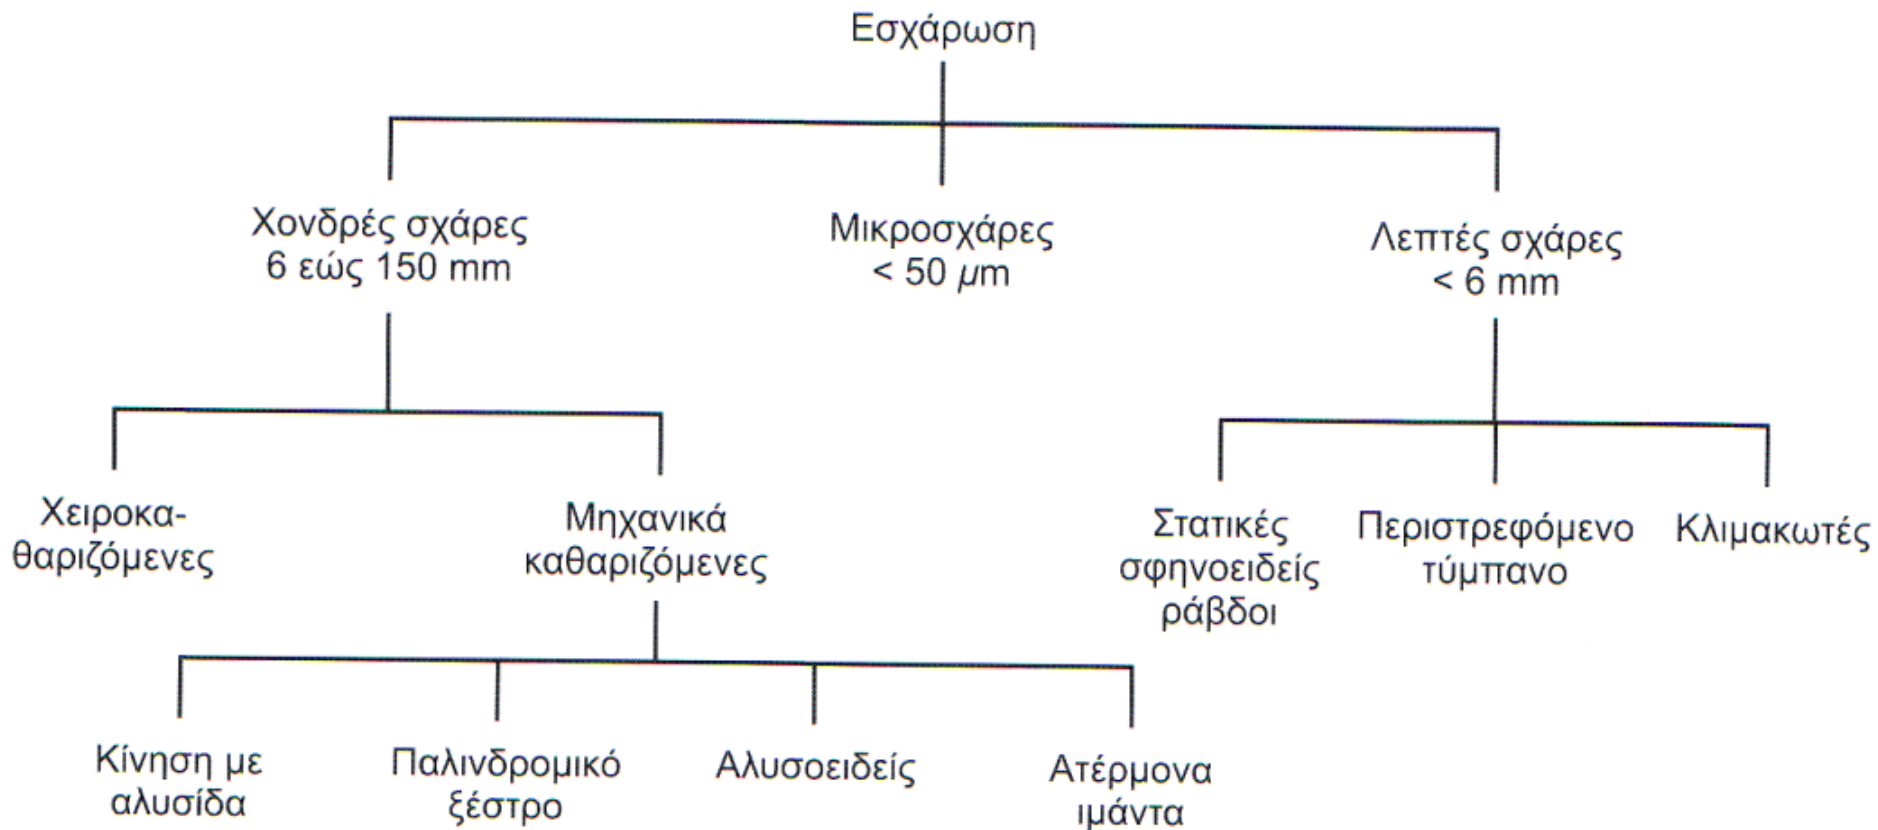 Εσχάρωση
Χονδρές σχάρες
6 εώς 150 mm
Μικροσχάρες
< 50 μm
Λεπτές σχάρες
< 6 mm
Χειροκα-
θαριζόμενες
Μηχανικά
καθαριζόμενες
Στατικές
σφηνοειδείς
ράβδοι
Περιστρεφόμενο
τύμπανο
Κλιμακωτές
Κίνηση με
αλυσίδα
Παλινδρομικό
ξέστρο
Αλυσοειδείς
Ατέρμονα
ιμάντα